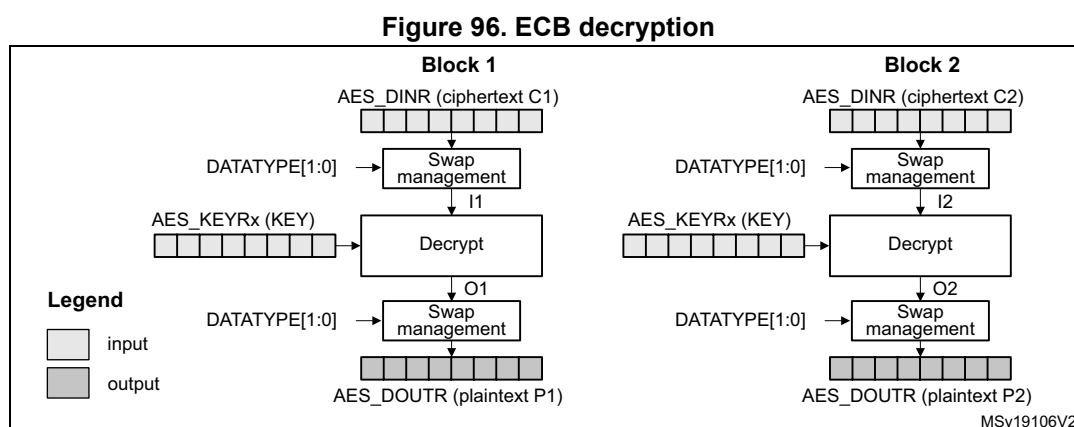 Figure 96. ECB decryption
Block 1
AES_DINR (ciphertext C1)
DATATYPE[1:0]
Swap
management
I1
AES_KEYRx (KEY)
Decrypt
O1
DATATYPE[1:0]
Swap
management
AES_DOUTR (plaintext P1)
Block 2
AES_DINR (ciphertext C2)
DATATYPE[1:0]
Swap
management
I2
AES_KEYRx (KEY)
Decrypt
O2
DATATYPE[1:0]
Swap
management
AES_DOUTR (plaintext P2)
Legend
input
output
MSv19106V2